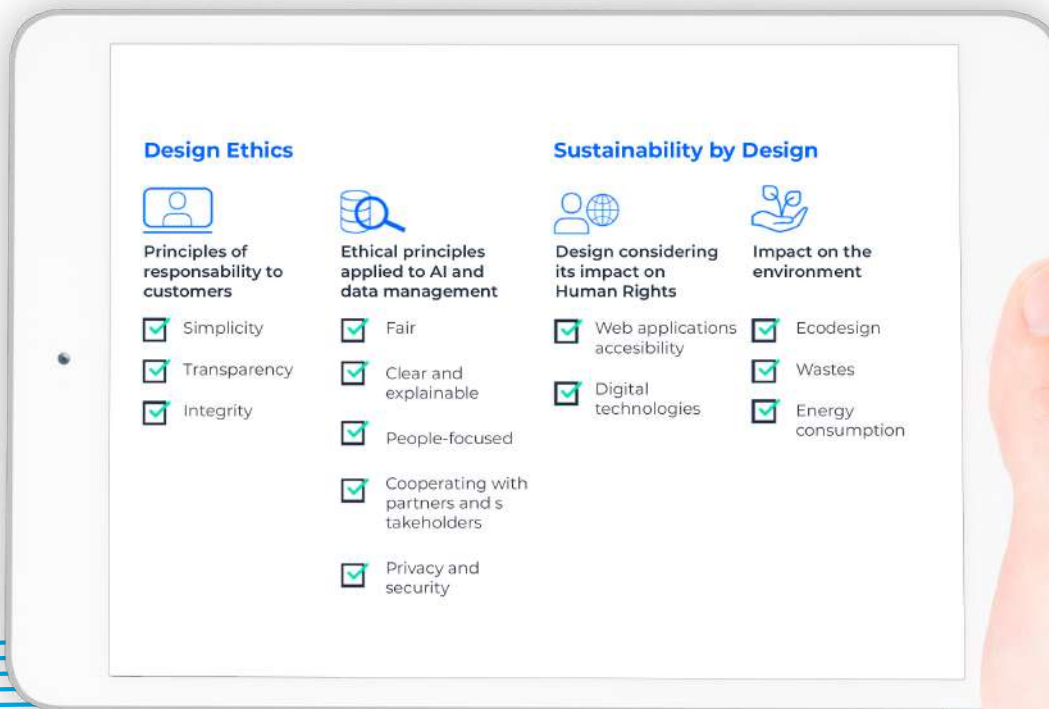 Design Ethics
Principles of
responsability to
customers
Simplicity
Transparency
Integrity
Ethical principles
applied to AI and
data management
Fair
Clear and
explainable
People-focused
Cooperating with
partners and s
takeholders
Privacy and
security
Sustainability by Design
Design considering
its impact on
Human Rights
Web applications
accesibility
Digital
technologies
Impact on the
environment
Ecodesign
Wastes
Energy
consumption